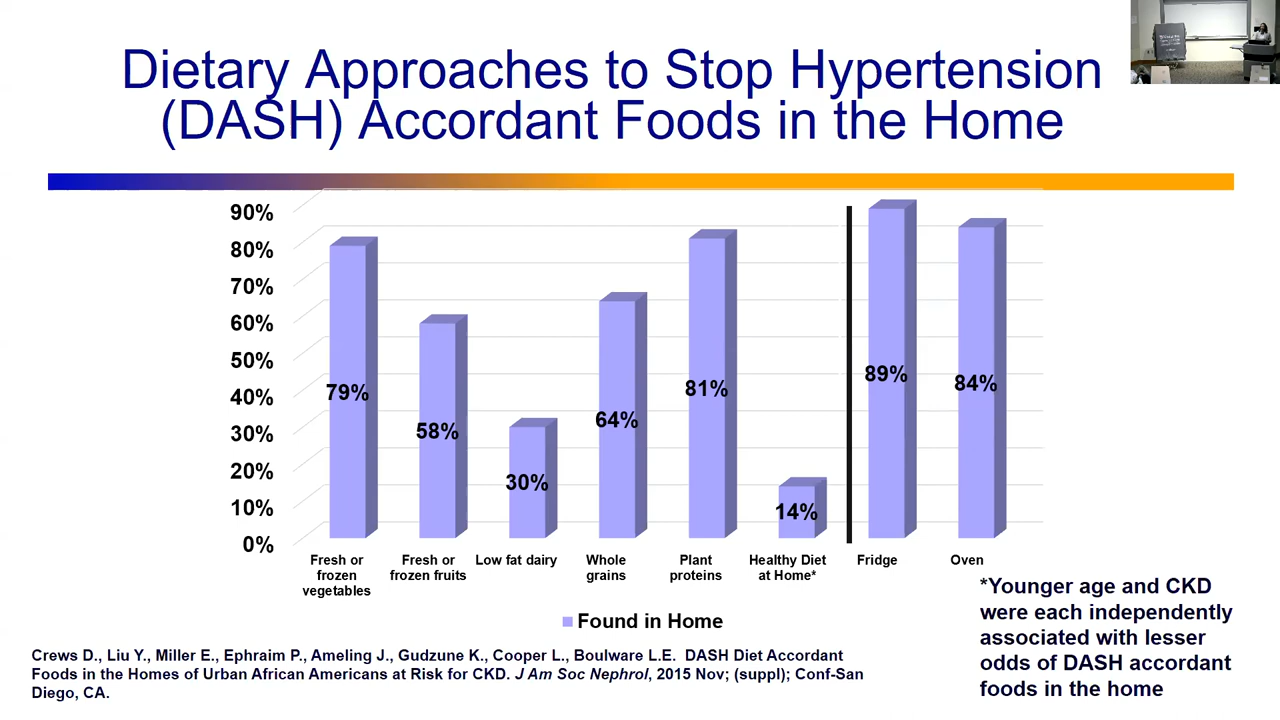 Dietary Approaches to Stop Hypertension
(DASH) Accordant Foods in the Home
90%
80%
70%
60%
50%
40%
30%
20%
10%
0%
79%
58%
30%
64%
81%
14%
89%
84%
Fresh or
frozen
vegetables
Fresh or
frozen fruits
Low fat dairy
Whole
grains
Plant
proteins
Healthy Diet
at Home*
Fridge
Oven
Found in Home
*Younger age and CKD
were each independently
associated with lesser
odds of DASH accordant
foods in the home
Crews D., Liu Y., Miller E., Ephraim P., Ameling J., Gudzune K., Cooper L., Boulware L.E.  DASH Diet Accordant
Foods in the Homes of Urban African Americans at Risk for CKD. J Am Soc Nephrol, 2015 Nov; (suppl); Conf-San
Diego, CA.